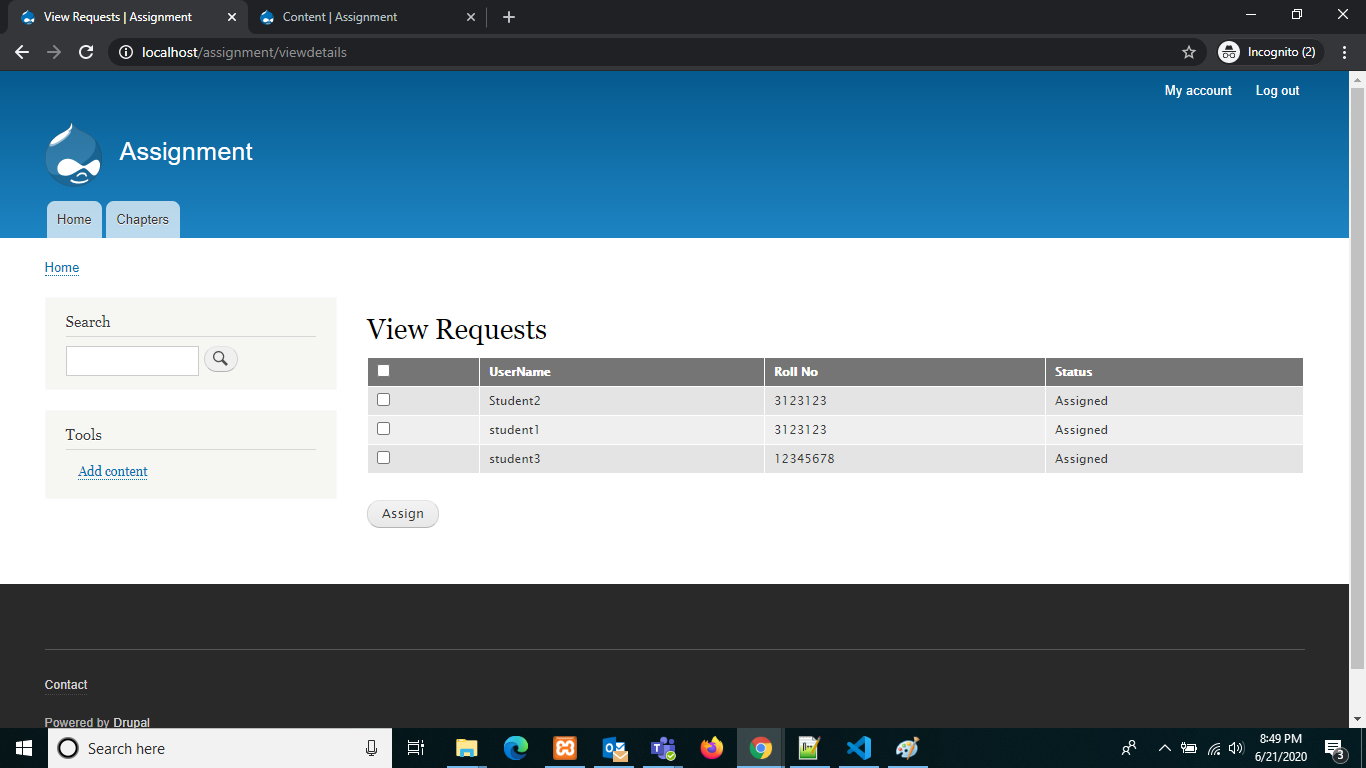 View Requests | Assignment
Content | Assignment
localhost/assignment/viewdetails
Incognito (2)
My account Log out
Assignment
Home Chapters
Home
Search
Tools
Add content
View Requests
UserName Roll No Status
Student2 3123123 Assigned
student1 3123123 Assigned
student3 12345678 Assigned
Assign
Contact
Powered by Drupal
Search here
8:49 PM
6/21/2020
3